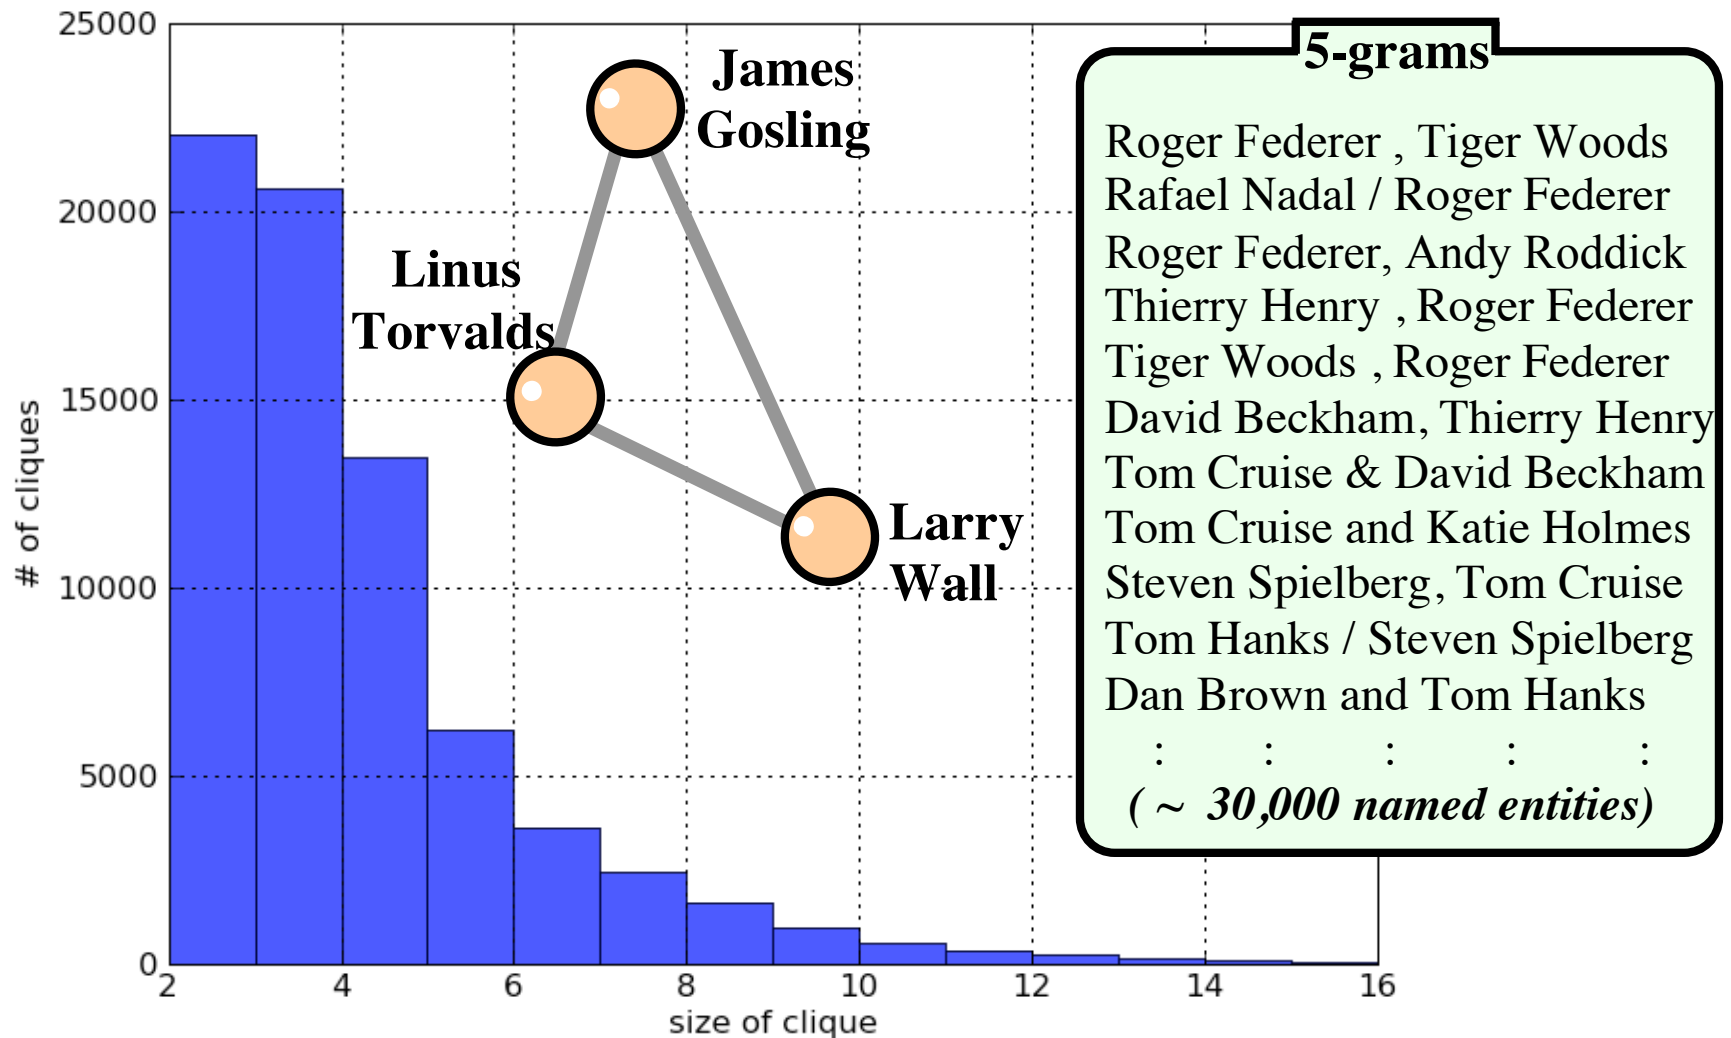 25000
20000
15000
10000
5000
0
# of cliques
2 4 6 8 10 12 14 16
size of clique
James
Gosling
Linus
Torvalds
Larry
Wall
5-grams
Roger Federer , Tiger Woods
Rafael Nadal / Roger Federer
Roger Federer, Andy Roddick
Thierry Henry , Roger Federer
Tiger Woods , Roger Federer
David Beckham, Thierry Henry
Tom Cruise & David Beckham
Tom Cruise and Katie Holmes
Steven Spielberg, Tom Cruise
Tom Hanks / Steven Spielberg
Dan Brown and Tom Hanks
: : : : :
( ~ 30,000 named entities)